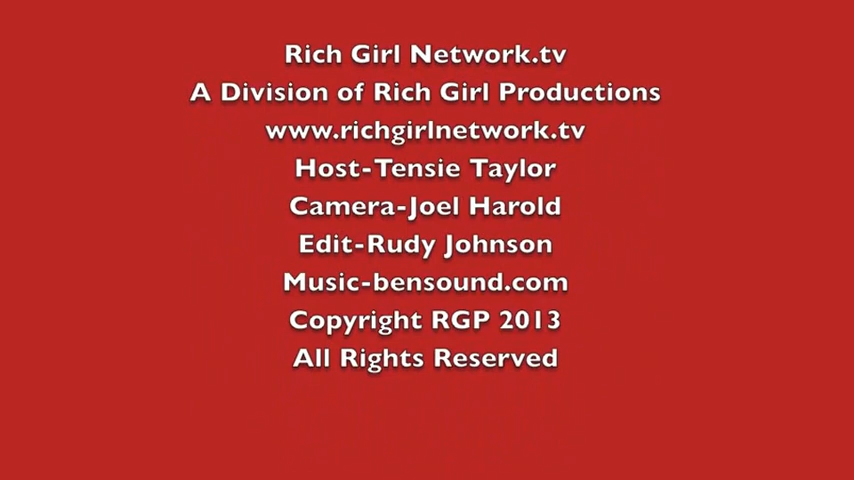 Rich Girl Network.tv
A Division of Rich Girl Productions
www.richgirlnetwork.tv
Host-Tensie Taylor
Camera-Joel Harold
Edit-Rudy Johnson
Music-bensound.com
Copyright RGP 2013
All Rights Reserved